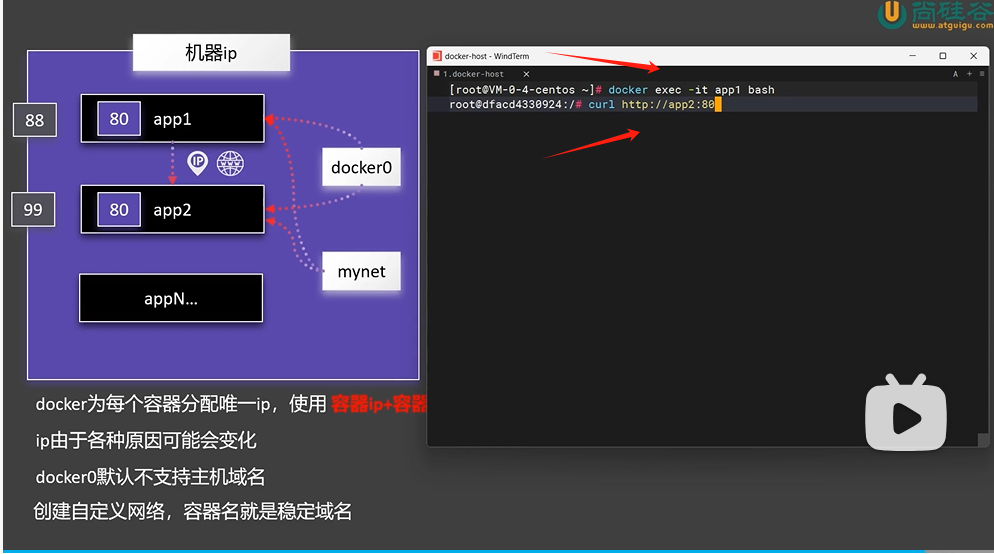 尚硅谷
www.atguigu.com
机器ip
88
80
app1
IP
docker0
99
80
app2
mynet
appN...
docker-host - WindTerm
1.docker-host
[root@VM-0-4-centos ~]# docker exec -it app1 bash
root@dfacd4330924:/# curl http://app2:80
docker为每个容器分配唯一ip，使用 容器ip+容器
ip由于各种原因可能会变化
docker0默认不支持主机域名
创建自定义网络，容器名就是稳定域名